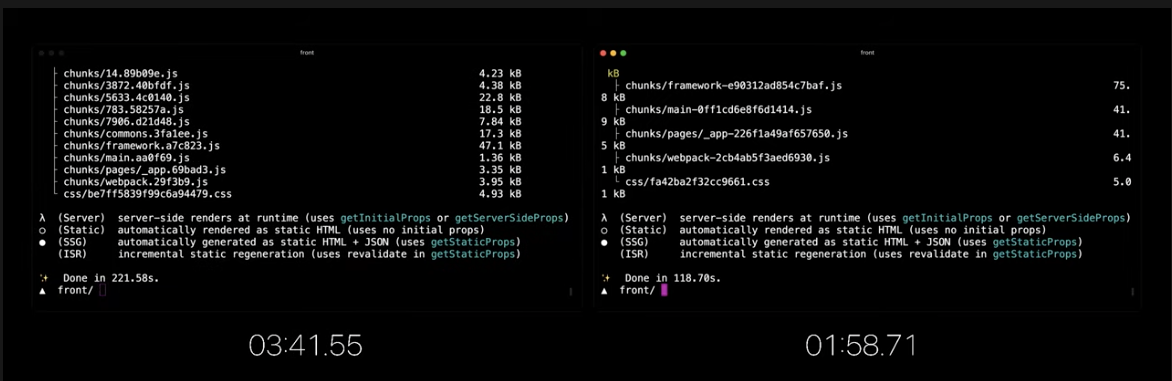 front
├ chunks/14.89b09e.js 4.23 kB
├ chunks/3872.40bfdf.js 4.38 kB
├ chunks/5633.4c0140.js 22.8 kB
├ chunks/783.58257a.js 18.5 kB
├ chunks/7906.d21d48.js 7.84 kB
├ chunks/commons.3fa1ee.js 17.3 kB
├ chunks/framework.a7c823.js 47.1 kB
├ chunks/main.aa0f69.js 1.36 kB
├ chunks/pages/_app.69bad3.js 3.35 kB
├ chunks/webpack.29f3b9.js 3.95 kB
└ css/be7ff5839f99c6a94479.css 4.93 kB
λ (Server) server-side renders at runtime (uses getInitialProps or getServerSideProps)
○ (Static) automatically rendered as static HTML (uses no initial props)
● (SSG) automatically generated as static HTML + JSON (uses getStaticProps)
(ISR) incremental static regeneration (uses revalidate in getStaticProps)
✨ Done in 221.58s.
▲ front/
03:41.55
front
kB
├ chunks/framework-e90312ad854c7baf.js 75.
8 kB
├ chunks/main-0ff1cd6e8f6d1414.js 41.
9 kB
├ chunks/pages/_app-226f1a49af657650.js 41.
5 kB
├ chunks/webpack-2cb4ab5f3aed6930.js 6.4
1 kB
└ css/fa42ba2f32cc9661.css 5.0
1 kB
λ (Server) server-side renders at runtime (uses getInitialProps or getServerSideProps)
○ (Static) automatically rendered as static HTML (uses no initial props)
● (SSG) automatically generated as static HTML + JSON (uses getStaticProps)
(ISR) incremental static regeneration (uses revalidate in getStaticProps)
✨ Done in 118.70s.
▲ front/
01:58.71